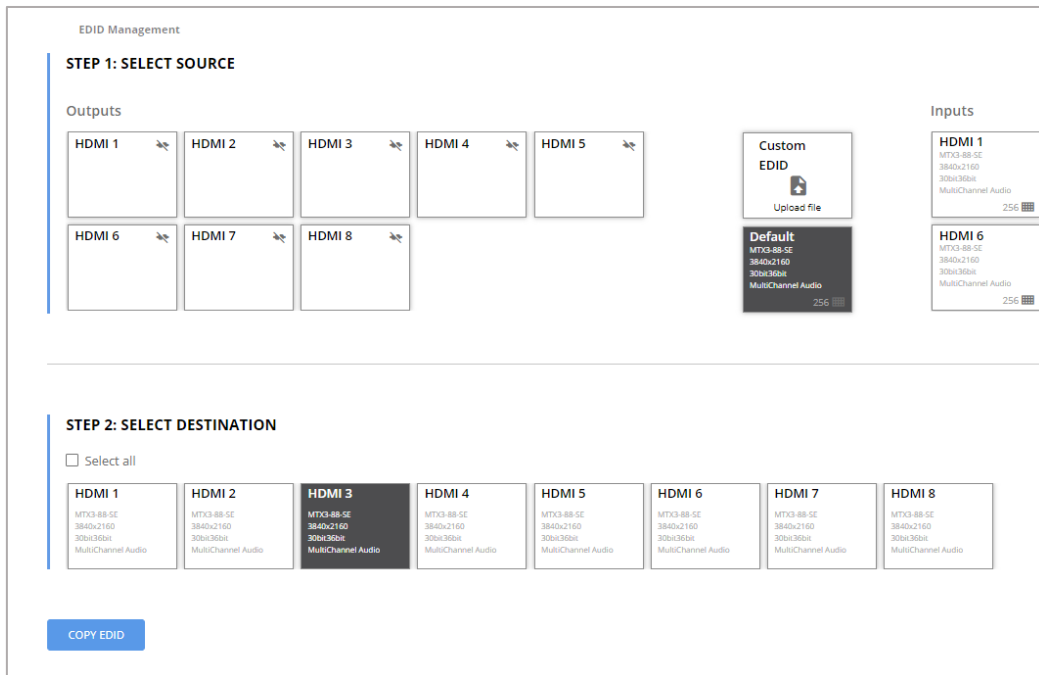 EDID Management
STEP 1: SELECT SOURCE
Outputs
Inputs
HDMI 1
HDMI 2
HDMI 3
HDMI 4
HDMI 5
HDMI 6
HDMI 7
HDMI 8
Custom
EDID
Upload file
Default
MTX3-88-SE
3840x2160
30bit36bit
MultiChannel Audio
256
HDMI 1
MTX3-88-SE
3840x2160
30bit36bit
MultiChannel Audio
256
HDMI 6
MTX3-88-SE
3840x2160
30bit36bit
MultiChannel Audio
256
STEP 2: SELECT DESTINATION
Select all
HDMI 1
MTX3-88-SE
3840x2160
30bit36bit
MultiChannel Audio
HDMI 2
MTX3-88-SE
3840x2160
30bit36bit
MultiChannel Audio
HDMI 3
MTX3-88-SE
3840x2160
30bit36bit
MultiChannel Audio
HDMI 4
MTX3-88-SE
3840x2160
30bit36bit
MultiChannel Audio
HDMI 5
MTX3-88-SE
3840x2160
30bit36bit
MultiChannel Audio
HDMI 6
MTX3-88-SE
3840x2160
30bit36bit
MultiChannel Audio
HDMI 7
MTX3-88-SE
3840x2160
30bit36bit
MultiChannel Audio
HDMI 8
MTX3-88-SE
3840x2160
30bit36bit
MultiChannel Audio
COPY EDID